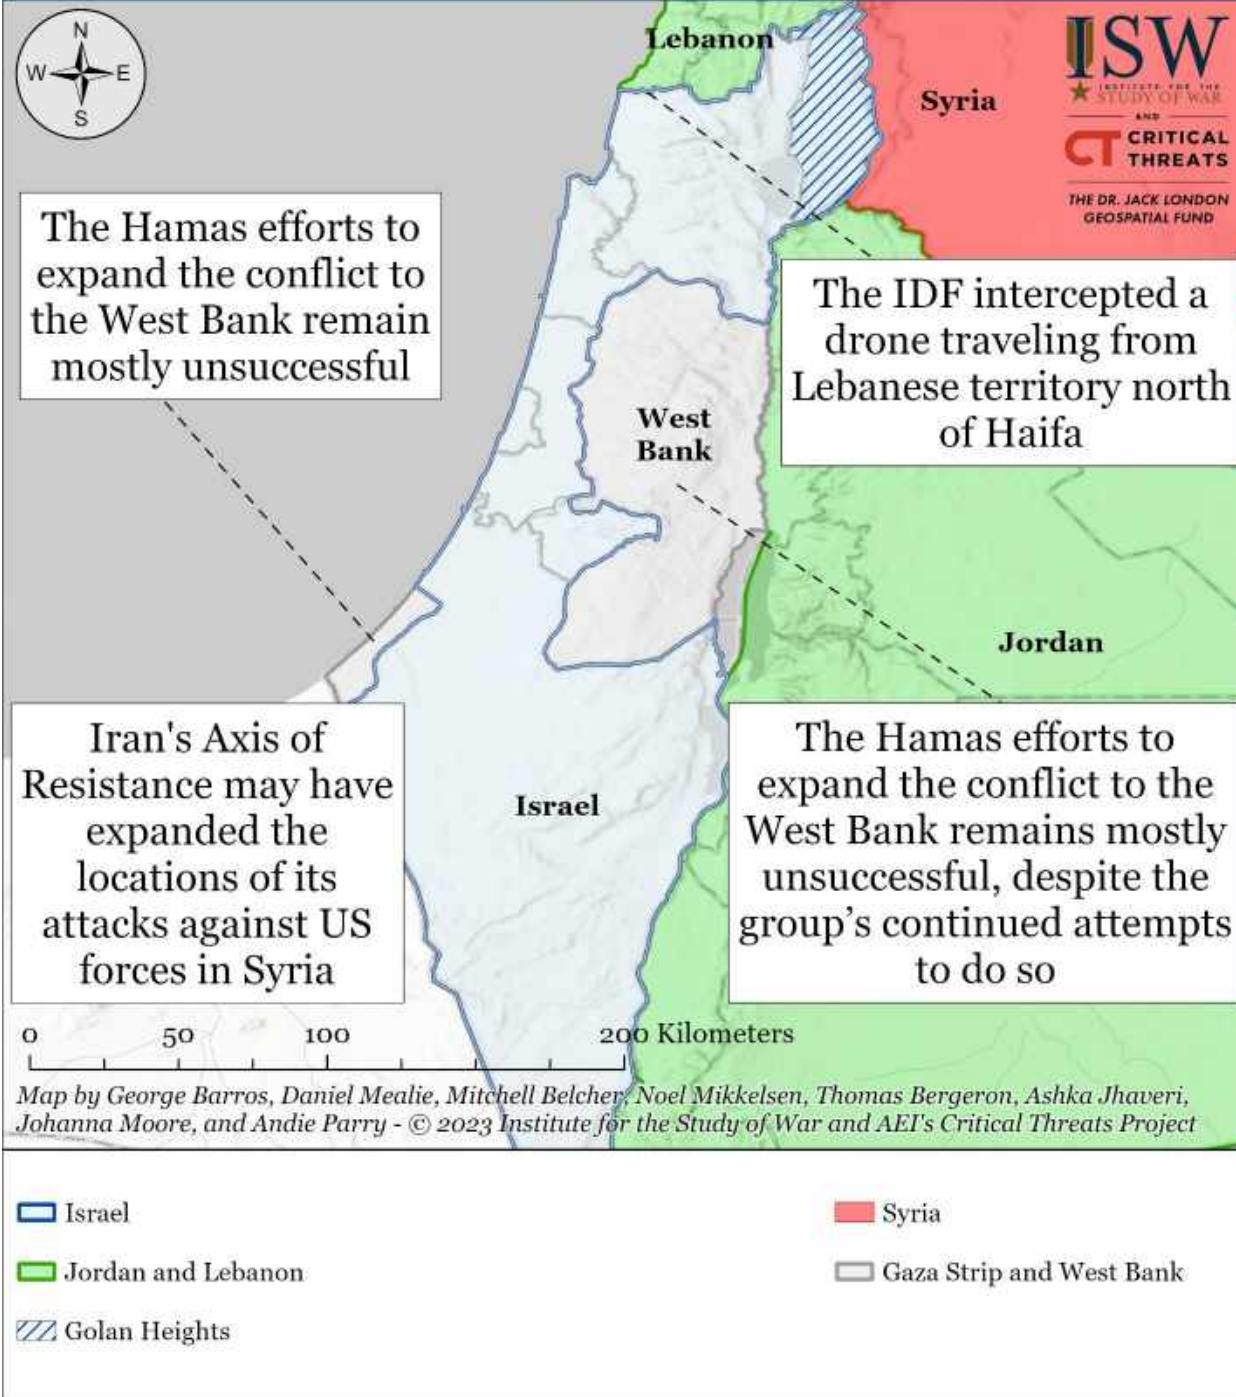 N
W
E
S
Lebanon
Syria
ISW
INSTITUTE FOR THE
STUDY OF WAR
AND
CT CRITICAL
THREATS
THE DR. JACK LONDON
GEOSPATIAL FUND
The Hamas efforts to
expand the conflict to
the West Bank remain
mostly unsuccessful
The IDF intercepted a
drone traveling from
Lebanese territory north
of Haifa
West
Bank
Jordan
Iran's Axis of
Resistance may have
expanded the
locations of its
attacks against US
forces in Syria
Israel
The Hamas efforts to
expand the conflict to the
West Bank remains mostly
unsuccessful, despite the
group’s continued attempts
to do so
0 50 100 200 Kilometers
Map by George Barros, Daniel Mealie, Mitchell Belcher, Noel Mikkelsen, Thomas Bergeron, Ashka Jhaveri,
Johanna Moore, and Andie Parry - © 2023 Institute for the Study of War and AEI's Critical Threats Project
Israel
Syria
Jordan and Lebanon
Gaza Strip and West Bank
Golan Heights